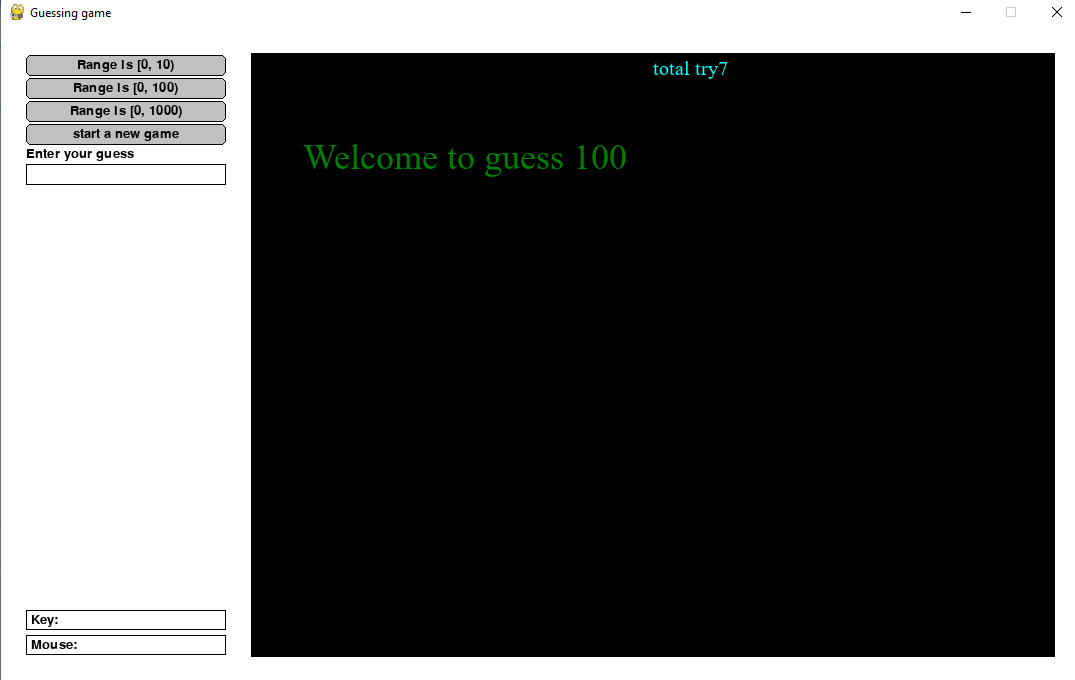 Guessing game
Range is [0, 10)
Range is [0, 100)
Range is [0, 1000)
start a new game
Enter your guess
total try7
Welcome to guess 100
Key:
Mouse: